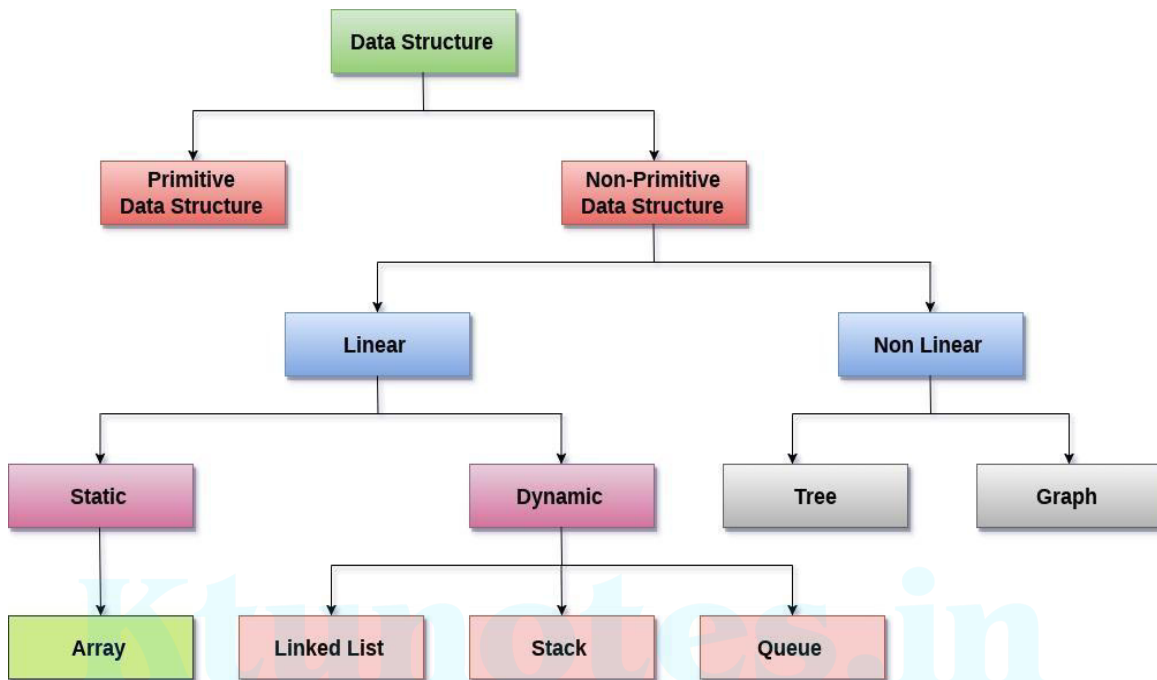 Data Structure
Primitive
Data Structure
Non-Primitive
Data Structure
Linear
Non Linear
Static
Dynamic
Tree
Graph
Array
Linked List
Stack
Queue
Ktunotes.in